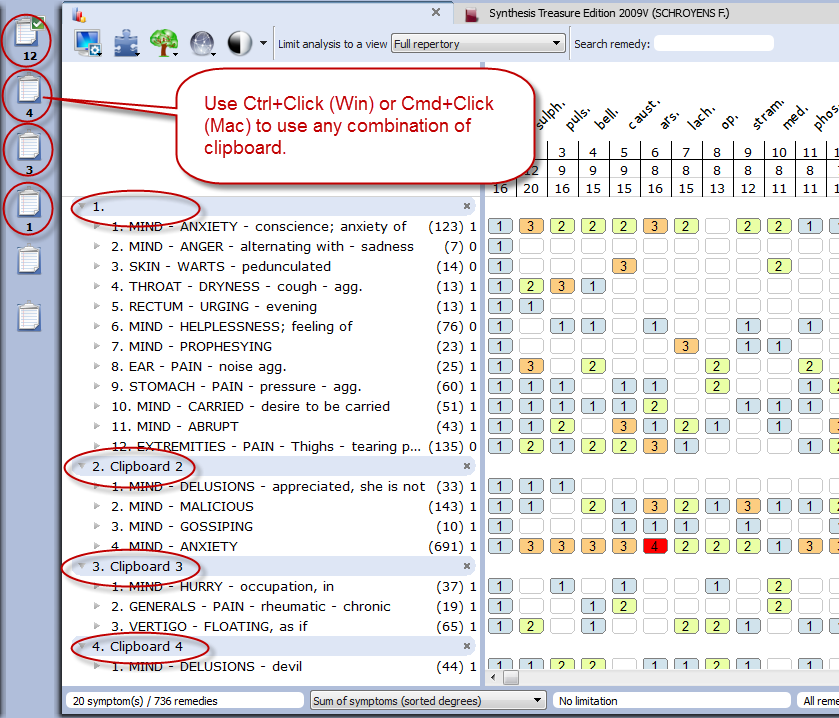 Synthesis Treasure Edition 2009V (SCHROYENS F.)
Limit analysis to a view Full repertory Search remedy:
12
4
3
1
Use Ctrl+Click (Win) or Cmd+Click
(Mac) to use any combination of
clipboard.
sulph. puls. bell. caust. ars. lach. op. stram. med. phos.
3 4 5 6 7 8 9 10 11
12 9 9 9 8 8 8 8 8 8
16 20 16 15 15 16 15 13 12 11 11
1.
1. MIND - ANXIETY - conscience; anxiety of (123) 1 1 3 2 2 2 3 2 2 2 1
2. MIND - ANGER - alternating with - sadness (7) 0 1
3. SKIN - WARTS - pedunculated (14) 0 1 3 2
4. THROAT - DRYNESS - cough - agg. (13) 1 1 2 3 1
5. RECTUM - URGING - evening (13) 1 1 1
6. MIND - HELPLESSNESS; feeling of (76) 0 1 1 1 1 1 1
7. MIND - PROPHESYING (23) 1 1 3 1 1
8. EAR - PAIN - noise agg. (25) 1 1 3 2 2 2
9. STOMACH - PAIN - pressure - agg. (60) 1 1 1 1 1 1 2 1
10. MIND - CARRIED - desire to be carried (51) 1 1 1 1 1 1 2 1 1 1
11. MIND - ABRUPT (43) 1 1 1 2 3 1 2 1 1
12. EXTREMITIES - PAIN - Thighs - tearing p... (135) 0 1 2 1 2 2 3 1 1
2. Clipboard 2
1. MIND - DELUSIONS - appreciated, she is not (33) 1 1 1 1
2. MIND - MALICIOUS (143) 1 1 1 2 1 3 2 1 3 1 1
3. MIND - GOSSIPING (10) 1 1 1 1 1 1
4. MIND - ANXIETY (691) 1 1 3 3 3 3 4 2 2 2 1 3
3. Clipboard 3
1. MIND - HURRY - occupation, in (37) 1 1 1 1 1 2
2. GENERALS - PAIN - rheumatic - chronic (19) 1 1 1 2 2
3. VERTIGO - FLOATING, as if (65) 1 1 2 1 2 2 1 1
4. Clipboard 4
1. MIND - DELUSIONS - devil (44) 1 1 1 2 2 1 1 2 1 1
20 symptom(s) / 736 remedies Sum of symptoms (sorted degrees) No limitation All reme